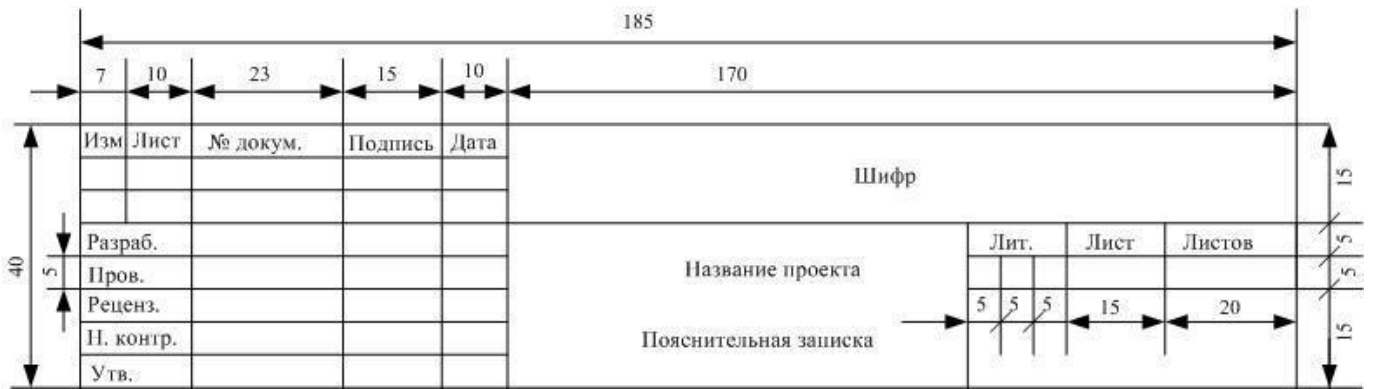 185
7 10 23 15 10 170
Изм Лист № докум. Подпись Дата
Шифр
15
Разраб.
Лит. Лист Листов
5
40
5
Пров.
Название проекта
5
Реценз.
5 5 5 15 20
Н. контр.
Пояснительная записка
15
Утв.